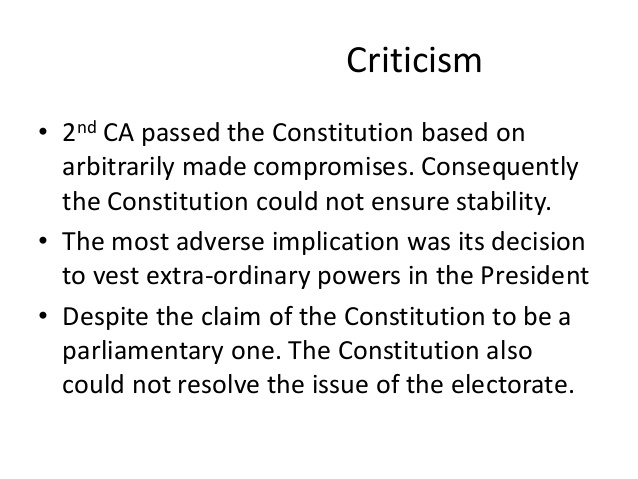 Criticism
• 2nd CA passed the Constitution based on
arbitrarily made compromises. Consequently
the Constitution could not ensure stability.
• The most adverse implication was its decision
to vest extra-ordinary powers in the President
• Despite the claim of the Constitution to be a
parliamentary one. The Constitution also
could not resolve the issue of the electorate.